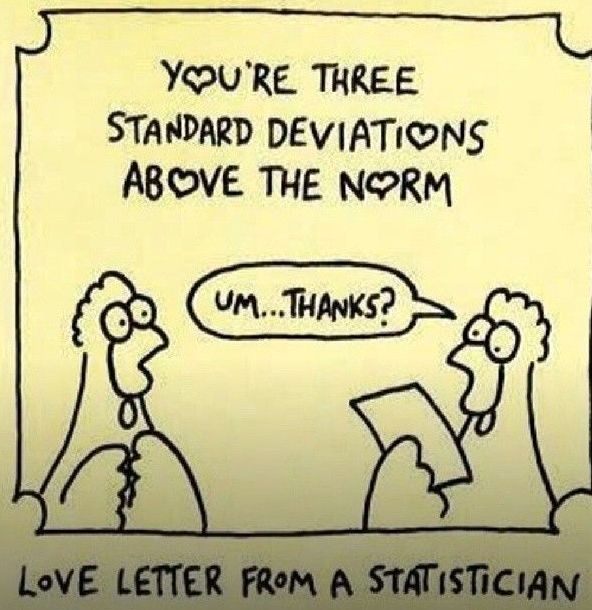 YOU'RE THREE
STANDARD DEVIATIONS
ABOVE THE NORM
UM...THANKS?
LOVE LETTER FROM A STATISTICIAN